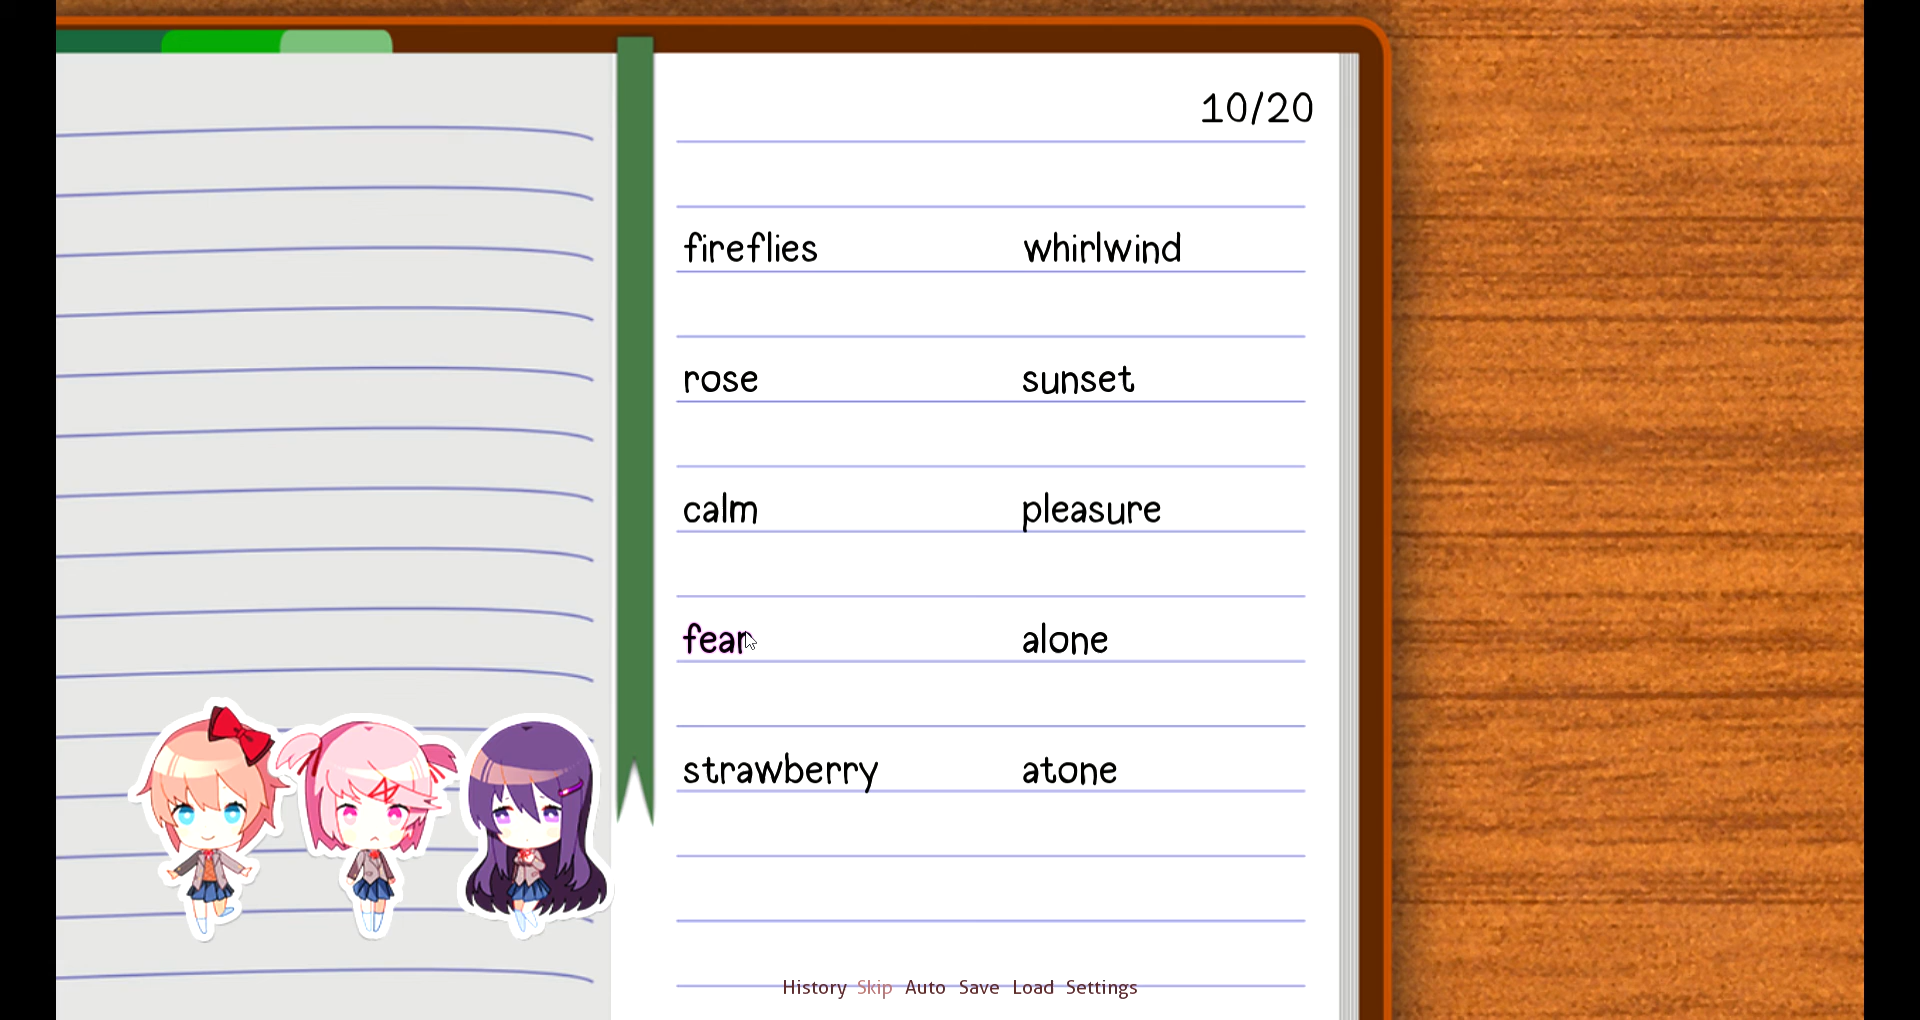 10/20
fireflies whirlwind
rose sunset
calm pleasure
fear alone
strawberry atone
History Skip Auto Save Load Settings